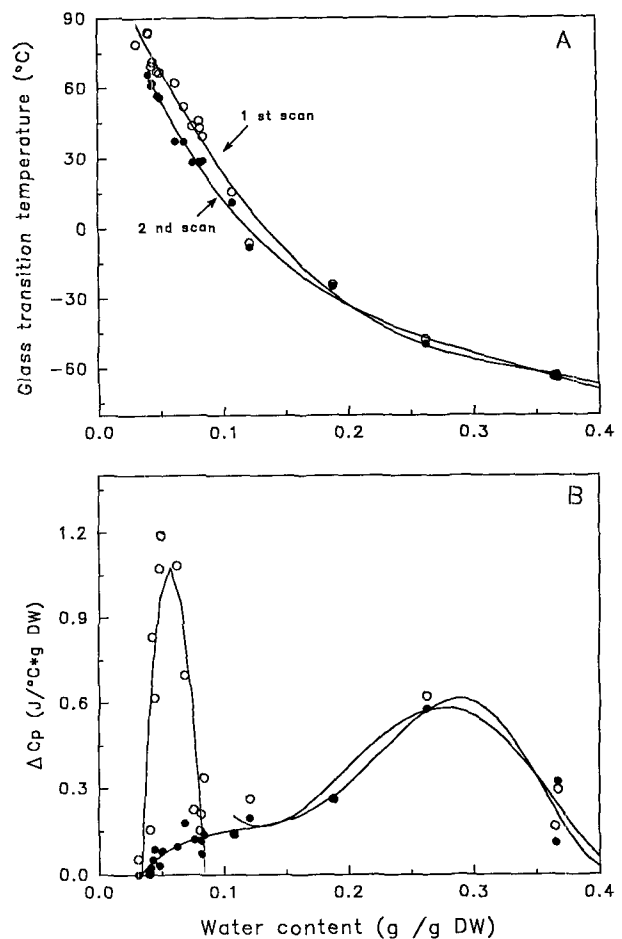 A
Glass transition temperature (°C)
90
60
30
0
−30
−60
1 st scan
2 nd scan
0.0 0.1 0.2 0.3 0.4
B
Δ Cp (J/°C*g DW)
1.2
0.9
0.6
0.3
0.0
0.0 0.1 0.2 0.3 0.4
Water content (g /g DW)